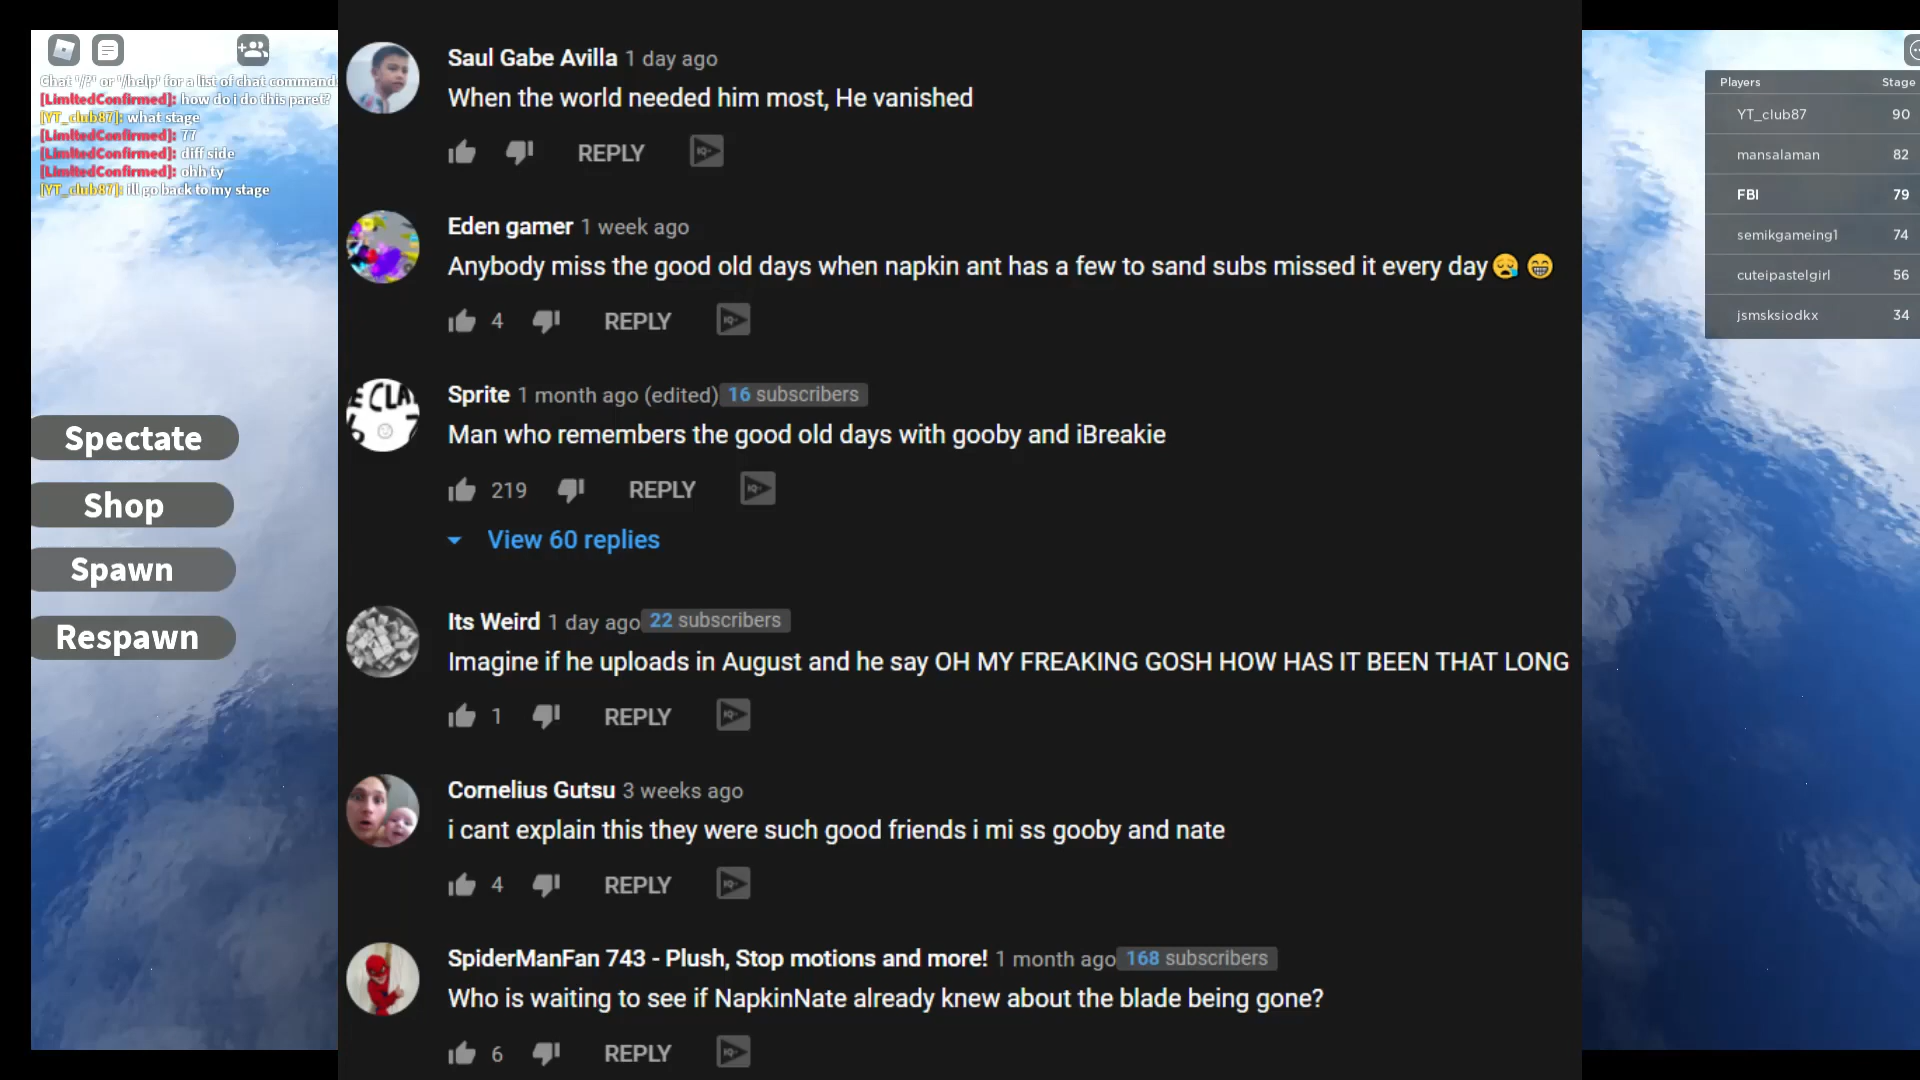 Chat '/?' or '/help' for a list of chat command
[LimItedConfirmed]: how do i do this paret?
[YT_club87]: what stage
[LimItedConfirmed]: 77
[LimItedConfirmed]: diff side
[LimItedConfirmed]: ohh ty
[YT_club87]: ill go back to my stage
Spectate
Shop
Spawn
Respawn
Saul Gabe Avilla 1 day ago
When the world needed him most, He vanished
REPLY
Eden gamer 1 week ago
Anybody miss the good old days when napkin ant has a few to sand subs missed it every day😪 😁
4 REPLY
Sprite 1 month ago (edited) 16 subscribers
Man who remembers the good old days with gooby and iBreakie
219 REPLY
View 60 replies
Its Weird 1 day ago 22 subscribers
Imagine if he uploads in August and he say OH MY FREAKING GOSH HOW HAS IT BEEN THAT LONG
1 REPLY
Cornelius Gutsu 3 weeks ago
i cant explain this they were such good friends i mi ss gooby and nate
4 REPLY
SpiderManFan 743 - Plush, Stop motions and more! 1 month ago 168 subscribers
Who is waiting to see if NapkinNate already knew about the blade being gone?
6 REPLY
Players Stage
YT_club87 90
mansalaman 82
FBI 79
semikgameing1 74
cuteipastelgirl 56
jsmsksiodkx 34